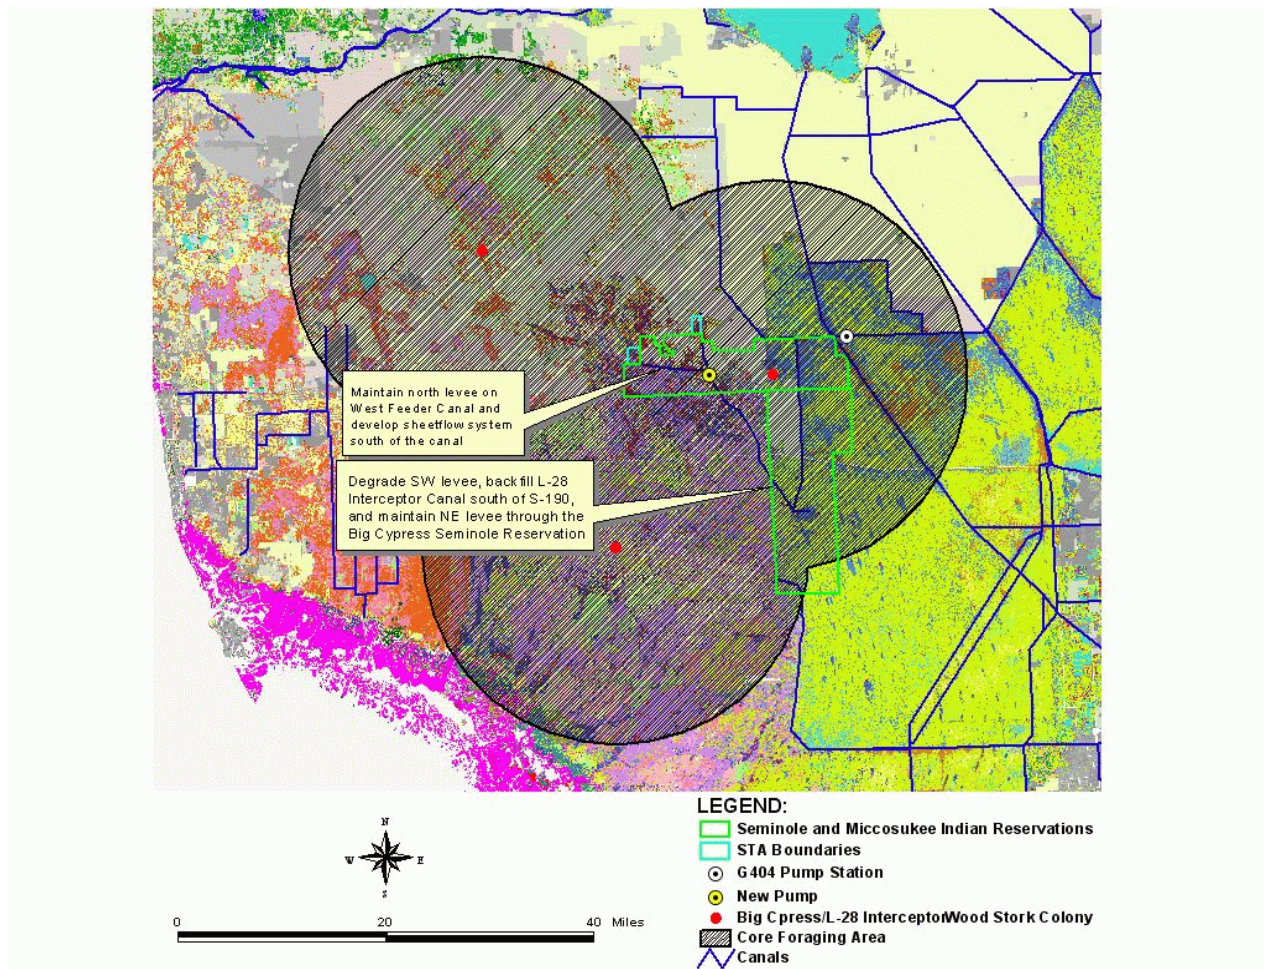 Maintain north levee on
West Feeder Canal and
develop sheetflow system
south of the canal
Degrade SW levee, backfill L-28
Interceptor Canal south of S-190,
and maintain NE levee through the
Big Cypress Seminole Reservation
LEGEND:
Seminole and Miccosukee Indian Reservations
STA Boundaries
G404 Pump Station
New Pump
Big Cpress/L-28 InterceptorWood Stork Colony
Core Foraging Area
Canals
N
W E
S
0 20 40 Miles